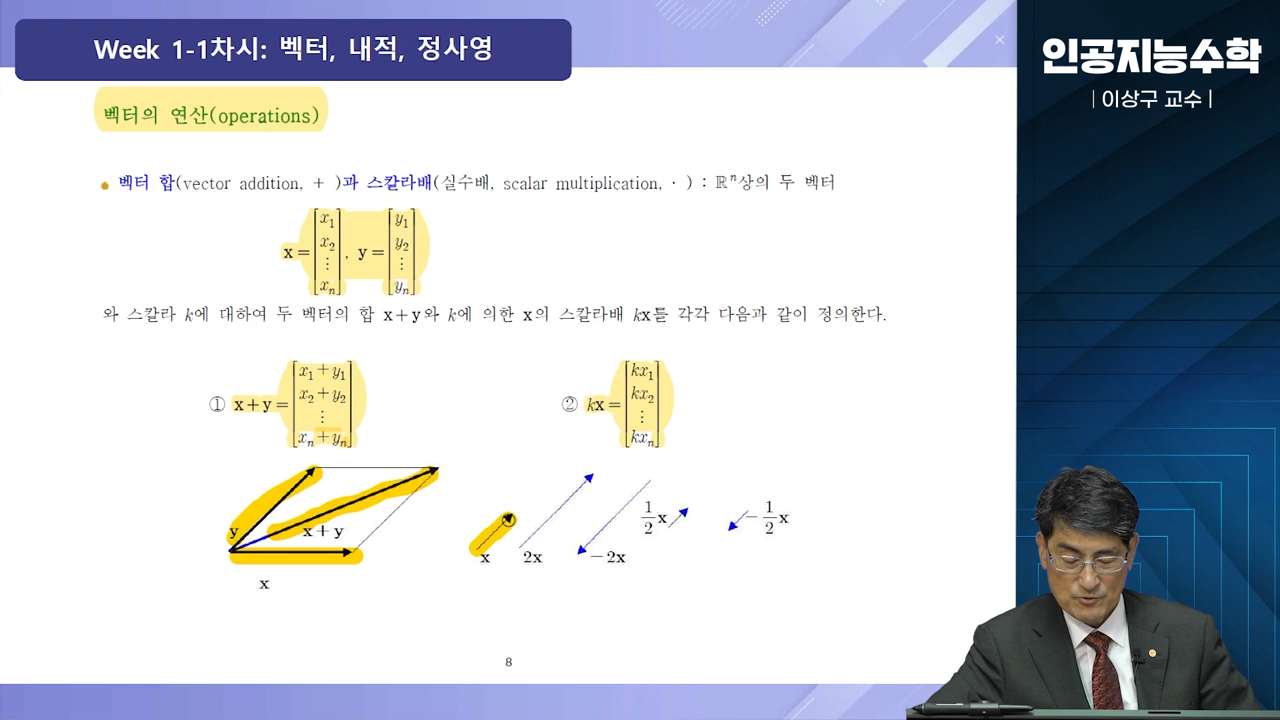 Week 1-1차시: 벡터, 내적, 정사영
인공지능수학
| 이상구 교수 |
벡터의 연산(operations)
• 벡터 합(vector addition, + )과 스칼라배(실수배, scalar multiplication, · ) : ℝⁿ상의 두 벡터
x = [x₁ x₂ ⋮ xₙ], y = [y₁ y₂ ⋮ yₙ]
와 스칼라 k에 대하여 두 벡터의 합 x+y와 k에 의한 x의 스칼라배 kx를 각각 다음과 같이 정의한다.
① x+y = [x₁+y₁ x₂+y₂ ⋮ xₙ+yₙ] ② kx = [kx₁ kx₂ ⋮ kxₙ]
y x+y x
x 2x −2x 1/2 x − 1/2 x
8